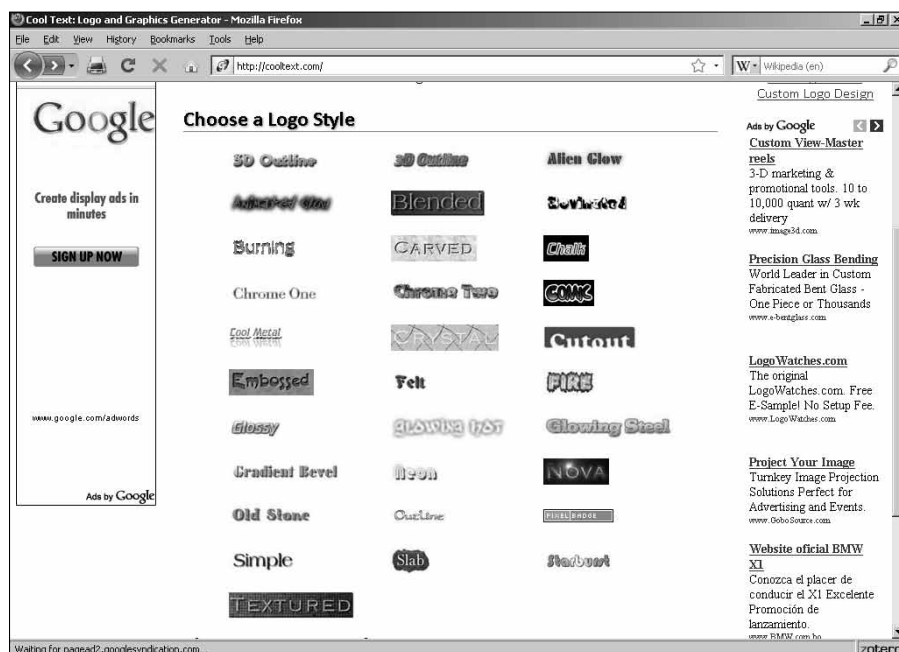 Cool Text: Logo and Graphics Generator - Mozilla Firefox
File Edit View History Bookmarks Tools Help
http://cooltext.com/
W Wikipedia (en)
Google
Create display ads in
minutes
SIGN UP NOW
www.google.com/adwords
Ads by Google
Choose a Logo Style
3D Outline 3D Outline Alien Glow
Animated Glow Blended
Burning CARVED Chalk
Chrome One Chrome Two COMIC
Cool Metal CRYSTAL Cutout
Embossed Felt FIRE
Glossy GLOWING HOT Glowing Steel
Gradient Bevel Neon NOVA
Old Stone OutLine PIXEL BADGE
Simple Slab Starburst
TEXTURED
Custom Logo Design
Ads by Google
Custom View-Master
reels
3-D marketing &
promotional tools. 10 to
10,000 quant w/ 3 wk
delivery
www.image3d.com
Precision Glass Bending
World Leader in Custom
Fabricated Bent Glass -
One Piece or Thousands
www.e-bentglass.com
LogoWatches.com
The original
LogoWatches.com. Free
E-Sample! No Setup Fee.
www.LogoWatches.com
Project Your Image
Turnkey Image Projection
Solutions Perfect for
Advertising and Events.
www.GoboSource.com
Website oficial BMW
X1
Conozca el placer de
conducir el X1 Excelente
Promoción de
lanzamiento.
www.BMW.com.bo
Waiting for pagead2.googlesyndication.com...
zotero